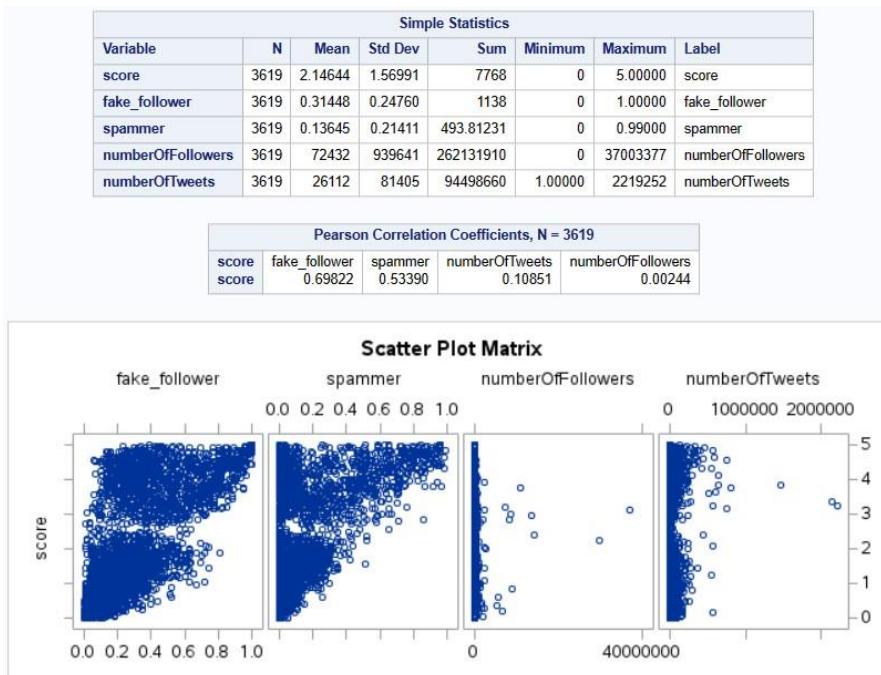 Simple Statistics
Variable N Mean Std Dev Sum Minimum Maximum Label
score 3619 2.14644 1.56991 7768 0 5.00000 score
fake_follower 3619 0.31448 0.24760 1138 0 1.00000 fake_follower
spammer 3619 0.13645 0.21411 493.81231 0 0.99000 spammer
numberOfFollowers 3619 72432 939641 262131910 0 37003377 numberOfFollowers
numberOfTweets 3619 26112 81405 94498660 1.00000 2219252 numberOfTweets
Pearson Correlation Coefficients, N = 3619
score fake_follower spammer numberOfTweets numberOfFollowers
score 0.69822 0.53390 0.10851 0.00244
Scatter Plot Matrix
fake_follower spammer numberOfFollowers numberOfTweets
0.0 0.2 0.4 0.6 0.8 1.0 0 1000000 2000000
5
4
3
2
1
0
score
0.0 0.2 0.4 0.6 0.8 1.0 0 40000000